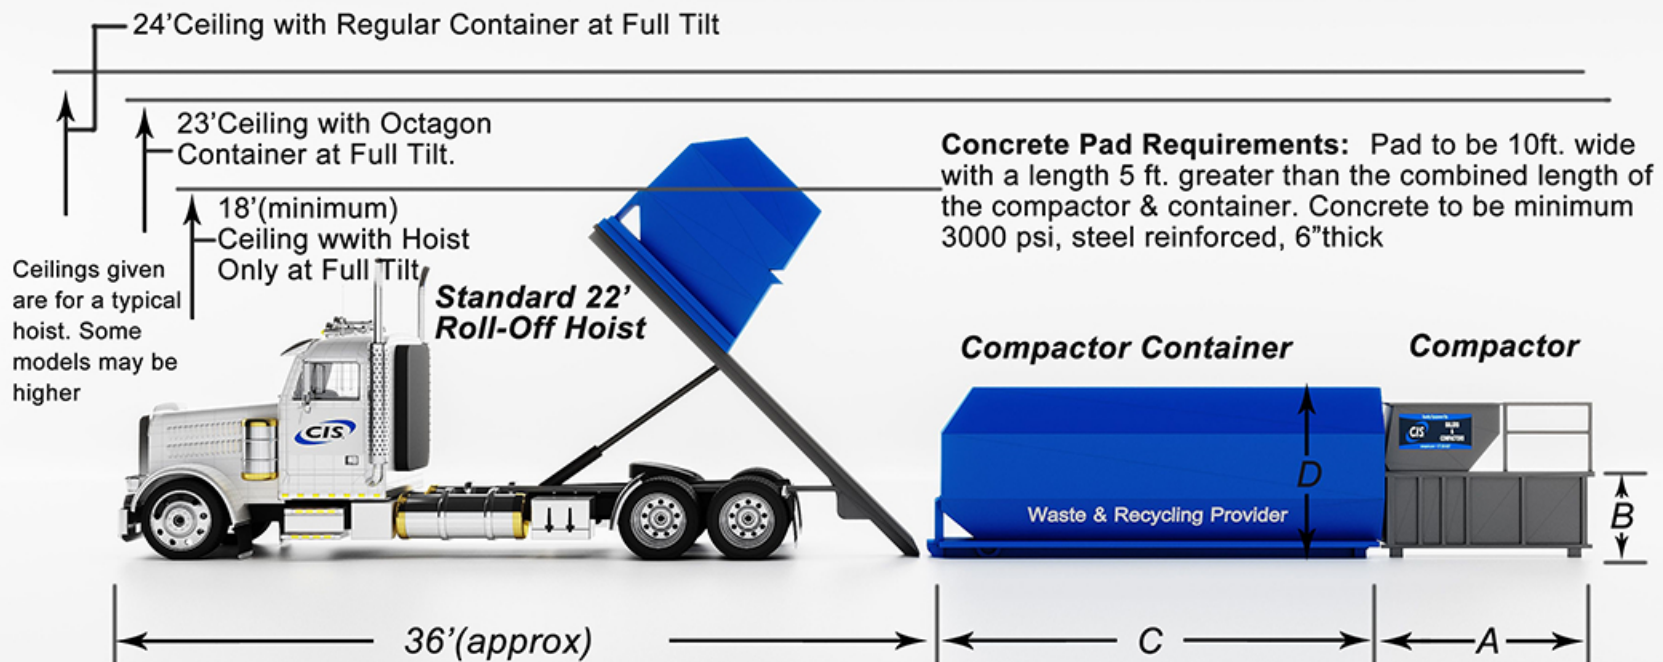 24'Ceiling with Regular Container at Full Tilt
23'Ceiling with Octagon
Container at Full Tilt.
18'(minimum)
Ceiling wwith Hoist
Only at Full Tilt
Ceilings given
are for a typical
hoist. Some
models may be
higher
Standard 22'
Roll-Off Hoist
Concrete Pad Requirements: Pad to be 10ft. wide
with a length 5 ft. greater than the combined length of
the compactor & container. Concrete to be minimum
3000 psi, steel reinforced, 6"thick
Compactor Container
Compactor
CIS
D
Waste & Recycling Provider
CIS
BALERS
&
COMPACTORS
B
36'(approx)
C
A